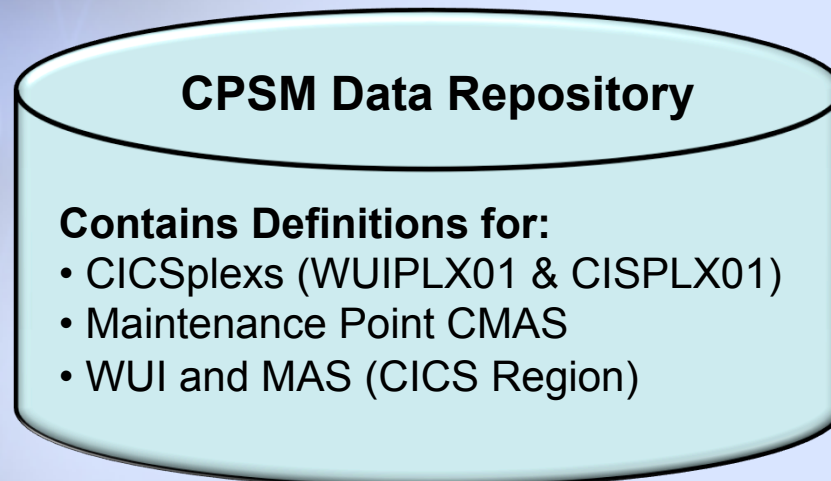 CPSM Data Repository
Contains Definitions for:
• CICSplexs (WUIPLX01 & CISPLX01)
• Maintenance Point CMAS
• WUI and MAS (CICS Region)